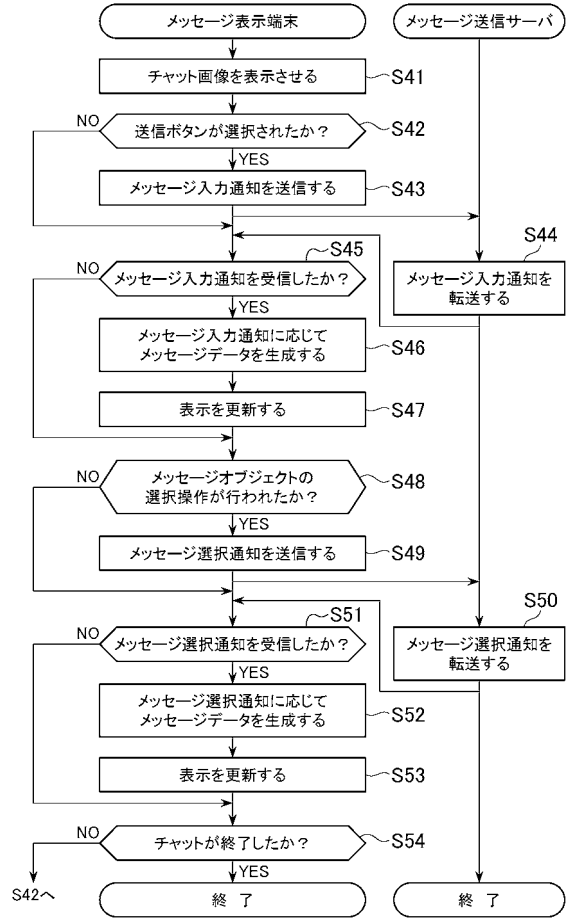 メッセージ表示端末
メッセージ送信サーバ
チャット画像を表示させる
S41
NO
送信ボタンが選択されたか？
S42
YES
メッセージ入力通知を送信する
S43
S45
S44
NO
メッセージ入力通知を受信したか？
メッセージ入力通知を
転送する
YES
メッセージ入力通知に応じて
メッセージデータを生成する
S46
表示を更新する
S47
NO
メッセージオブジェクトの
選択操作が行われたか？
S48
YES
メッセージ選択通知を送信する
S49
S51
S50
NO
メッセージ選択通知を受信したか？
メッセージ選択通知を
転送する
YES
メッセージ選択通知に応じて
メッセージデータを生成する
S52
表示を更新する
S53
NO
チャットが終了したか？
S54
YES
S42へ
終 了
終 了